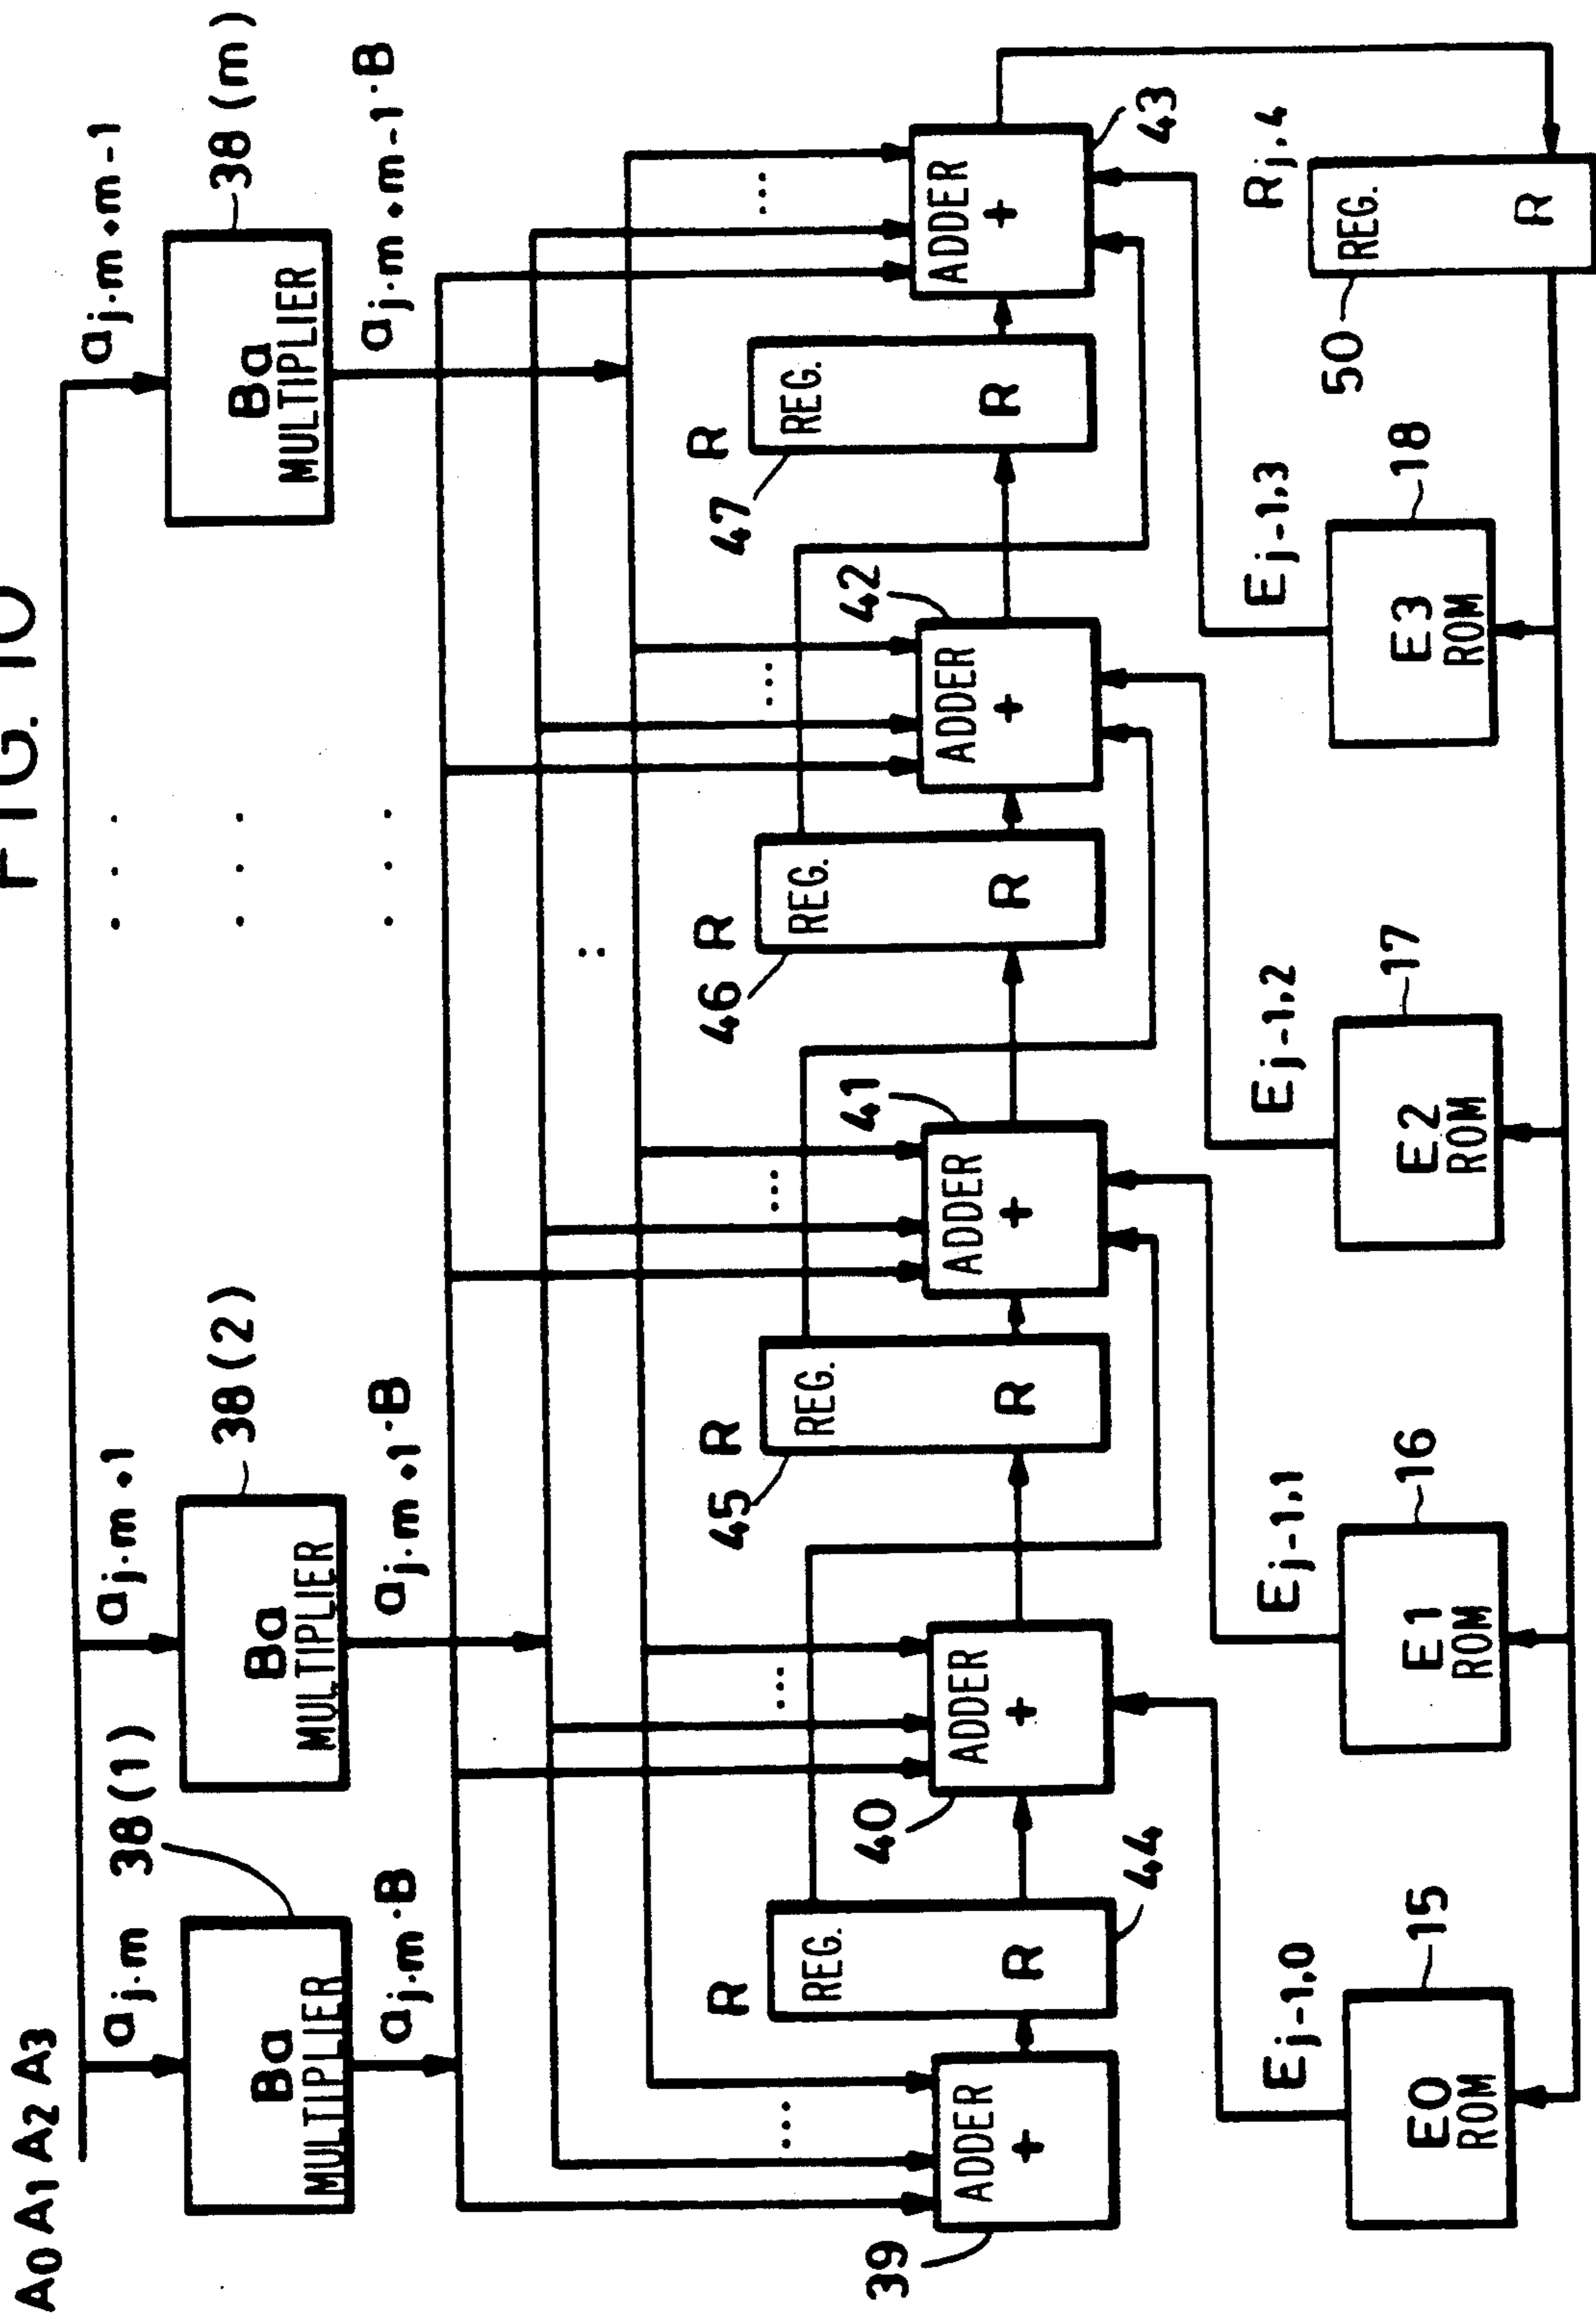 FIG. 10
A0 A1 A2 A3
aj·m
aj·m+1
aj·m+m-1
38(1)
38(2)
38(m)
Ba
MULTIPLIER
Ba
MULTIPLIER
Ba
MULTIPLIER
aj·m·B
aj·m+1·B
aj·m+m-1·B
...
...
...
:
...
...
...
...
...
R
R
R
R
44
45
46
47
REG.
R
REG.
R
REG.
R
REG.
R
39
40
41
42
43
ADDER
+
ADDER
+
ADDER
+
ADDER
+
ADDER
+
Ej-1,0
Ej-1,1
Ej-1,2
Ej-1,3
Rj,4
15
16
17
18
50
E0
ROM
E1
ROM
E2
ROM
E3
ROM
REG.
R